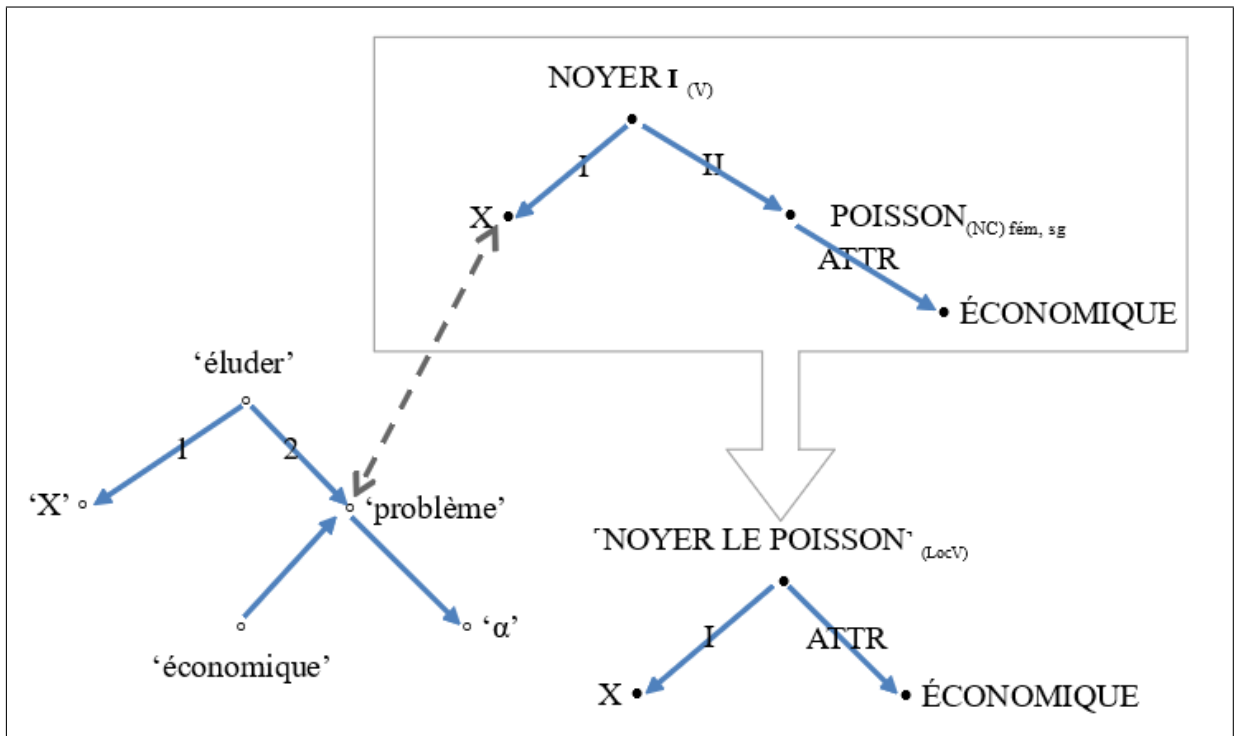 NOYER I (V)
I
II
X
POISSON(NC) fém, sg
ATTR
ÉCONOMIQUE
‘éluder’
1
2
‘X’
‘problème’
‘α’
‘économique’
˹NOYER LE POISSON˺ (LocV)
I
ATTR
X
ÉCONOMIQUE